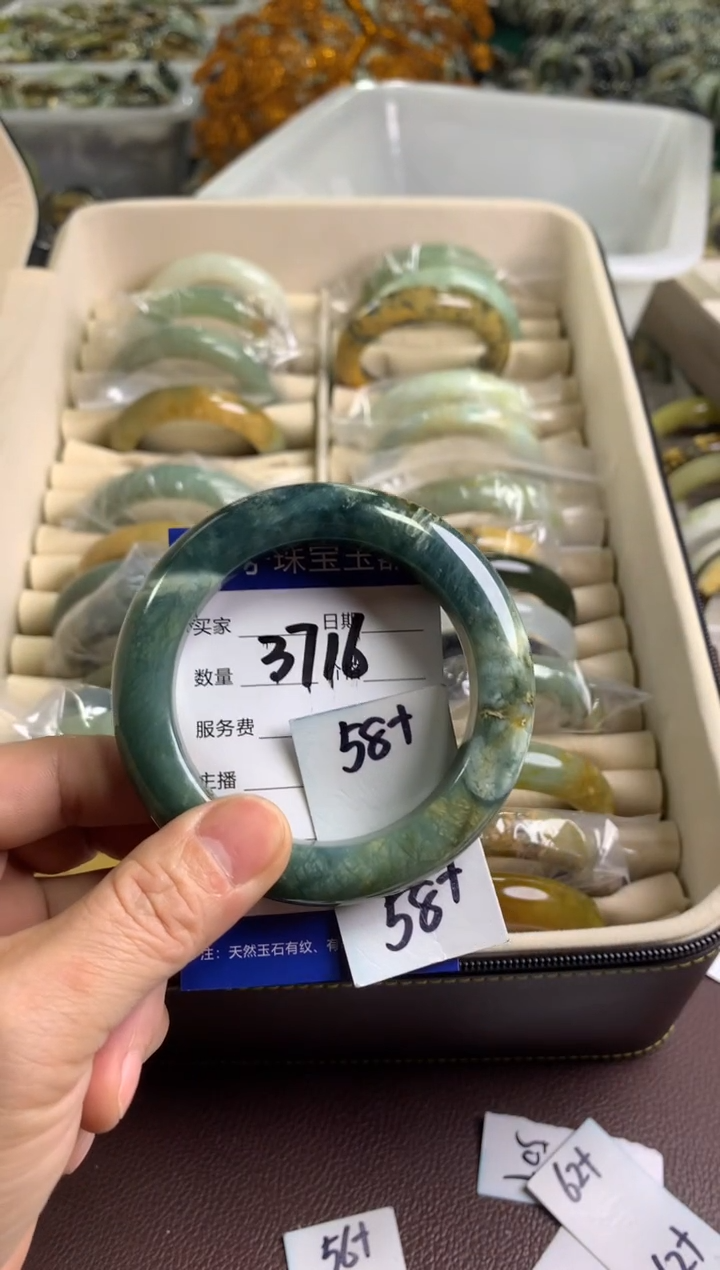 珠宝玉
买家 日期
3716
数量
58+
服务费
主播
58+
注：天然玉石有纹、有
105
62+
62+
56+